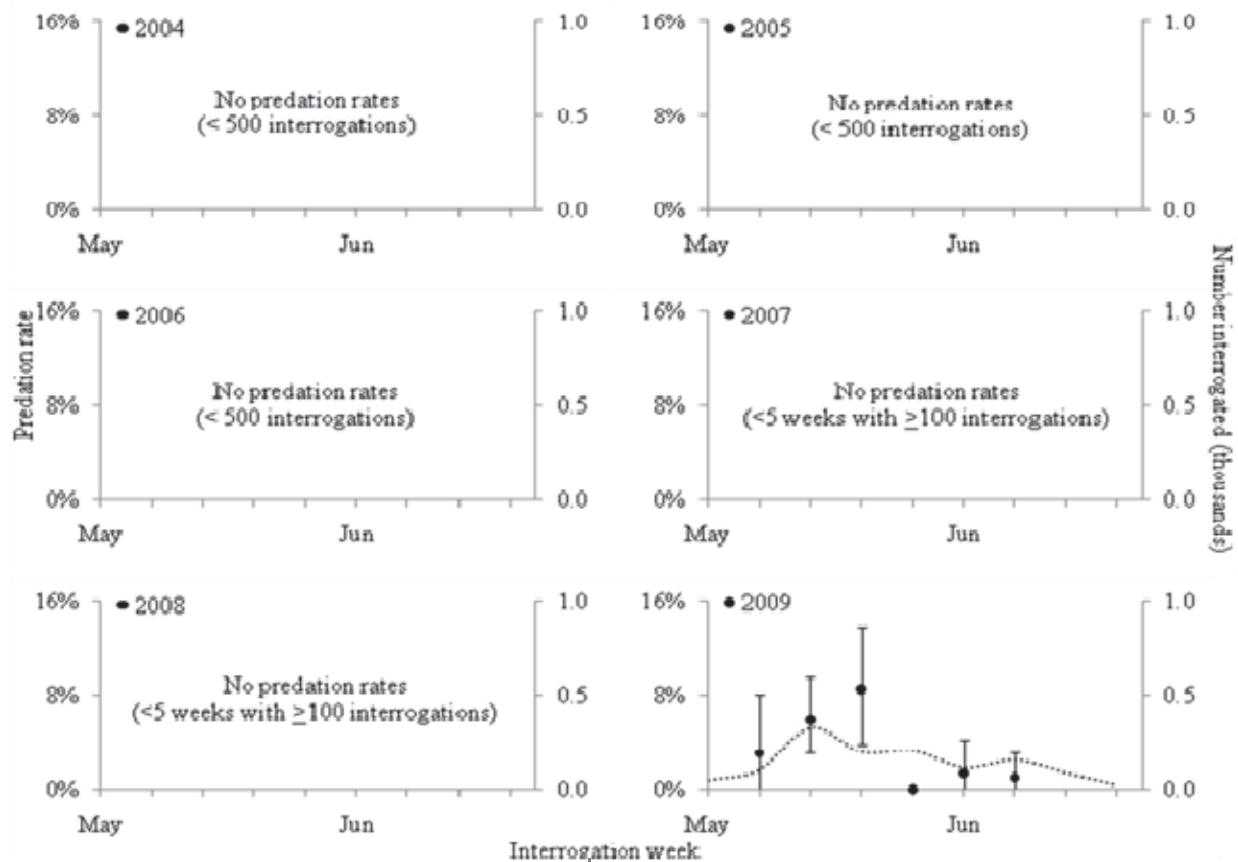 16%
● 2004
1.0
No predation rates
(< 500 interrogations)
8%
0.5
0%
0.0
May
Jun
16%
● 2005
1.0
No predation rates
(< 500 interrogations)
8%
0.5
0%
0.0
May
Jun
Predation rate
16%
● 2006
1.0
No predation rates
(< 500 interrogations)
8%
0.5
0%
0.0
May
Jun
16%
● 2007
1.0
No predation rates
(<5 weeks with ≥100 interrogations)
8%
0.5
0%
0.0
May
Jun
Number interrogated (thousands)
16%
● 2008
1.0
No predation rates
(<5 weeks with ≥100 interrogations)
8%
0.5
0%
0.0
May
Jun
16%
● 2009
1.0
8%
0.5
0%
0.0
May
Jun
Interrogation week